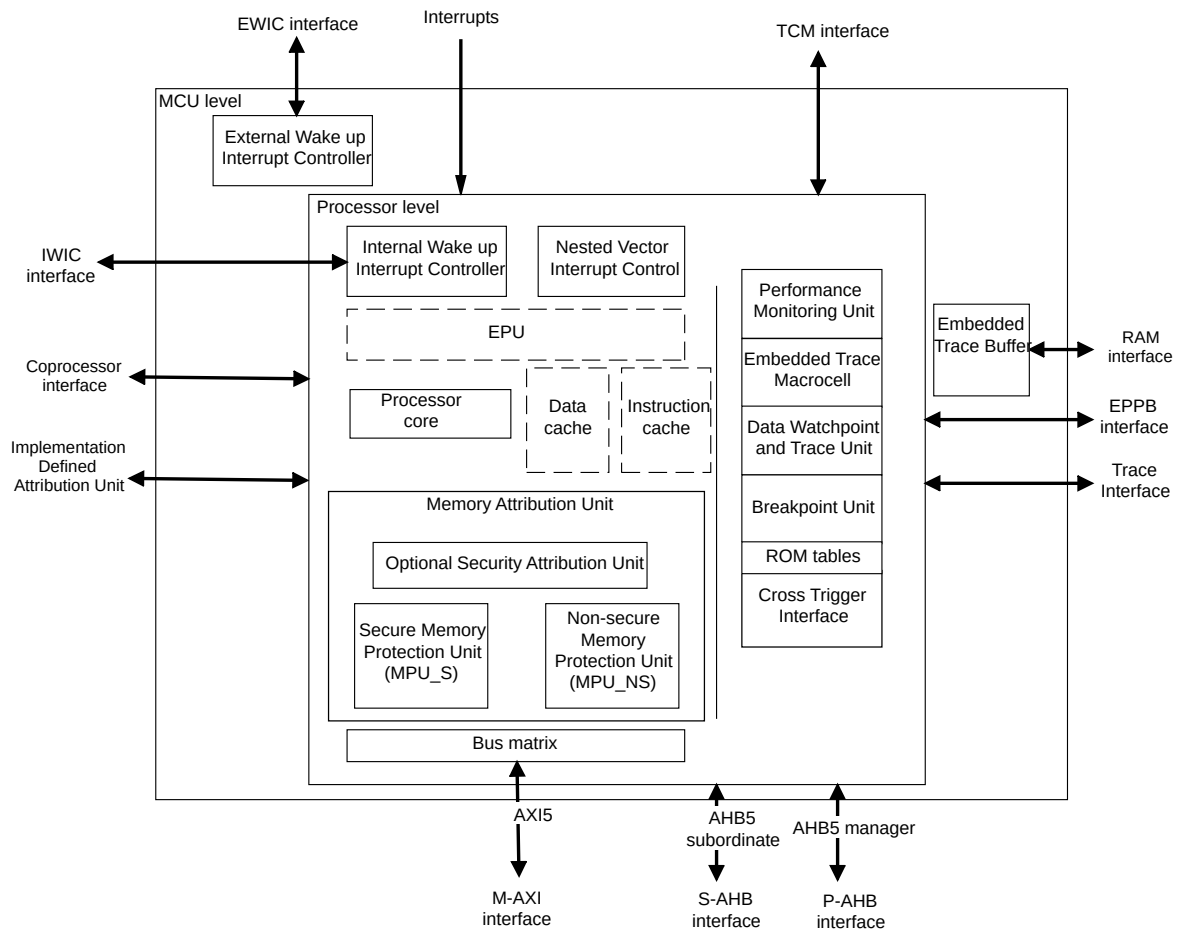 EWIC interface
Interrupts
TCM interface
MCU level
External Wake up
Interrupt Controller
Processor level
IWIC
interface
Internal Wake up
Interrupt Controller
Nested Vector
Interrupt Control
Performance
Monitoring Unit
Embedded
Trace Buffer
RAM
interface
EPU
Coprocessor
interface
Embedded Trace
Macrocell
Processor
core
Data
cache
Instruction
cache
EPPB
interface
Data Watchpoint
and Trace Unit
Implementation
Defined
Attribution Unit
Trace
Interface
Memory Attribution Unit
Breakpoint Unit
Optional Security Attribution Unit
ROM tables
Cross Trigger
Interface
Secure Memory
Protection Unit
(MPU_S)
Non-secure
Memory
Protection Unit
(MPU_NS)
Bus matrix
AXI5
AHB5
subordinate
AHB5 manager
M-AXI
interface
S-AHB
interface
P-AHB
interface